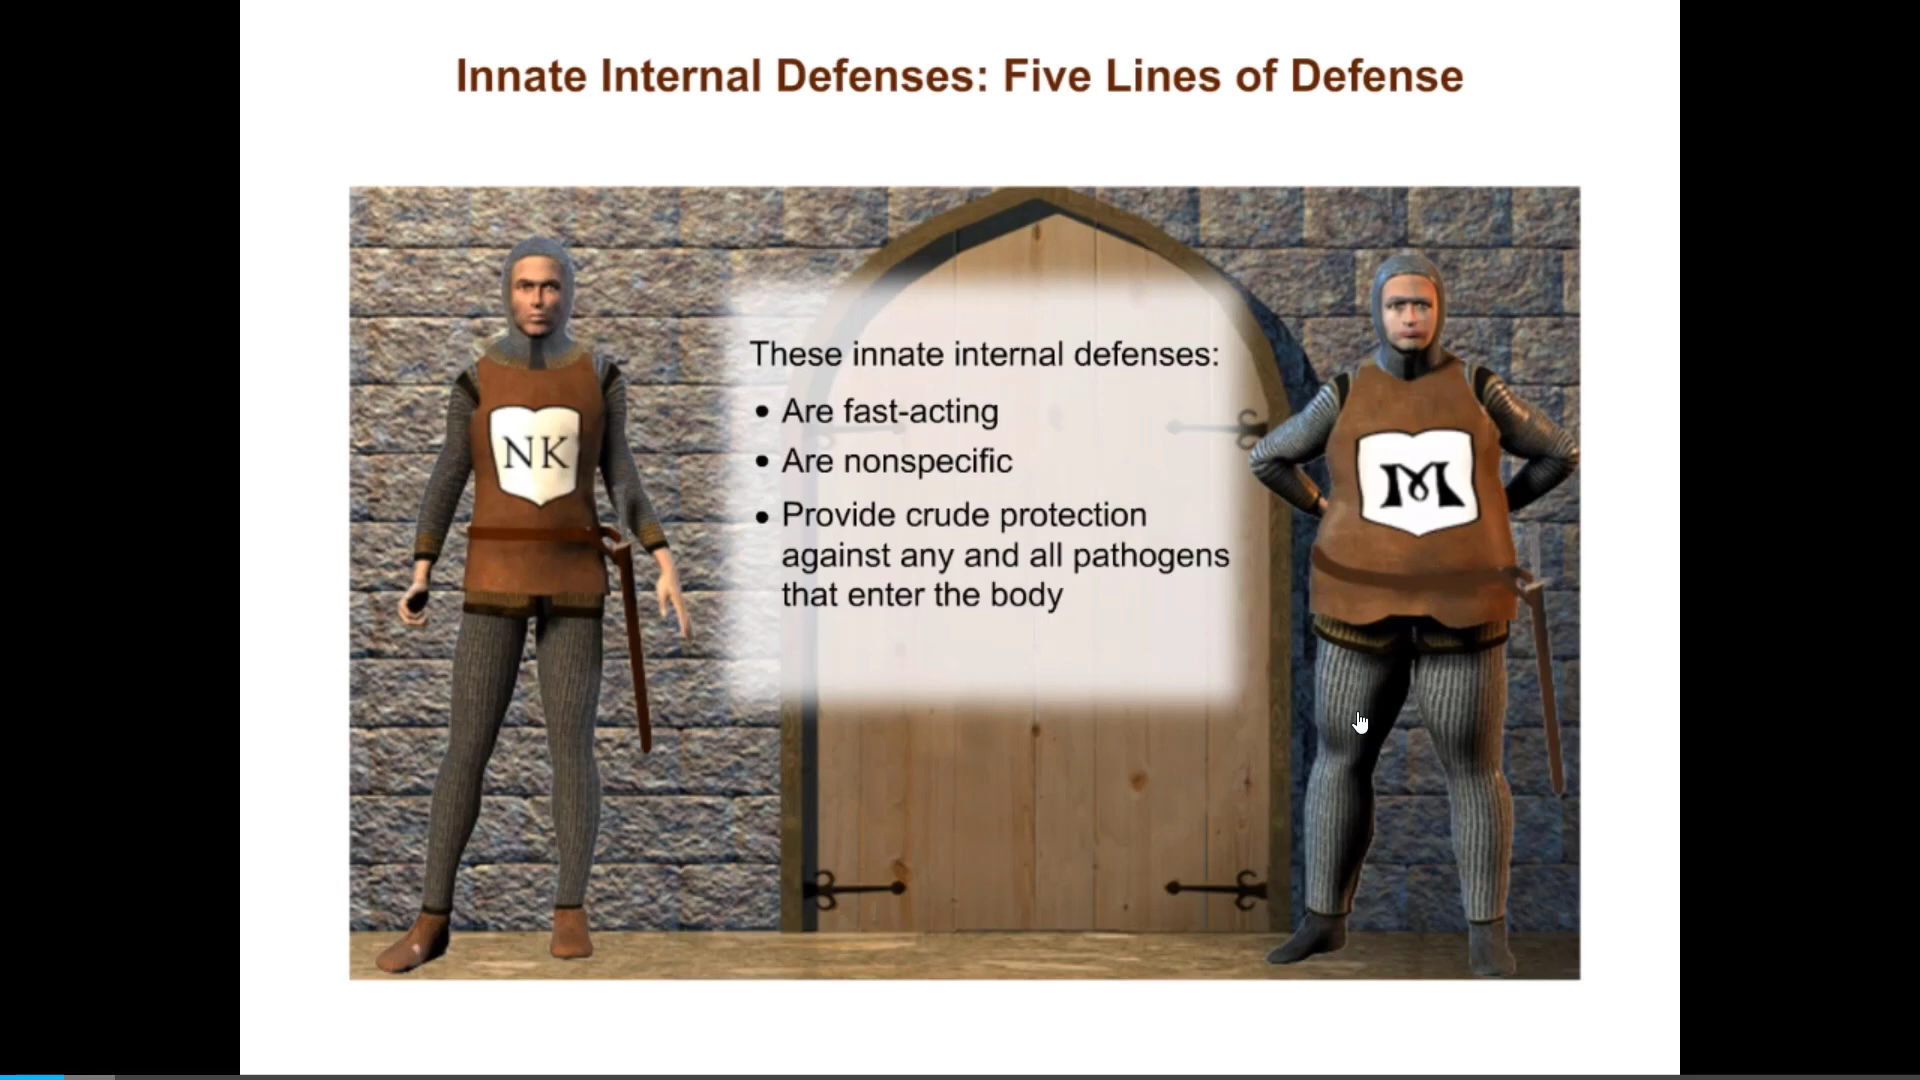 Innate Internal Defenses: Five Lines of Defense
These innate internal defenses:
• Are fast-acting
• Are nonspecific
• Provide crude protection
against any and all pathogens
that enter the body
NK
M